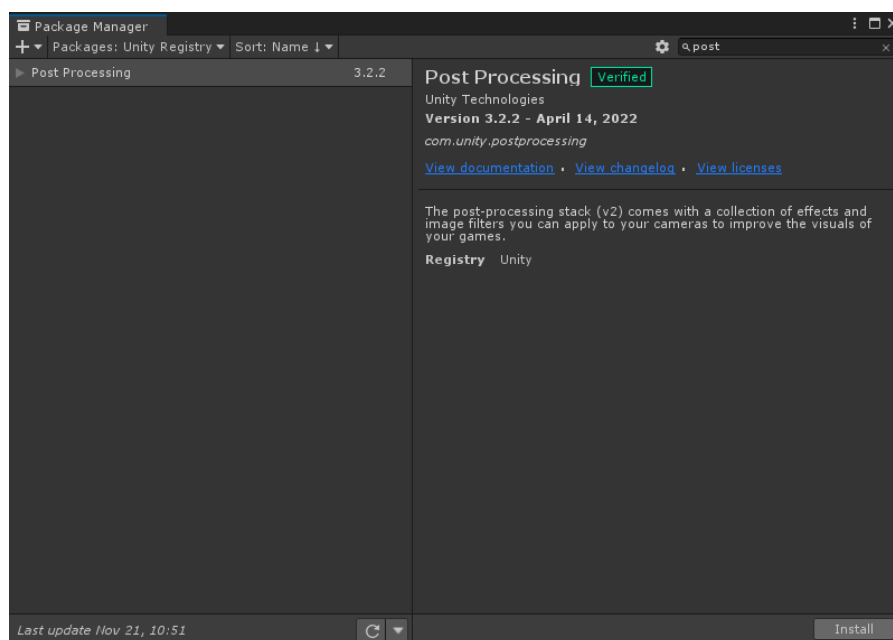 Package Manager
+ Packages: Unity Registry Sort: Name ↓ post
Post Processing 3.2.2
Post Processing Verified
Unity Technologies
Version 3.2.2 - April 14, 2022
com.unity.postprocessing
View documentation • View changelog • View licenses
The post-processing stack (v2) comes with a collection of effects and
image filters you can apply to your cameras to improve the visuals of
your games.
Registry Unity
Last update Nov 21, 10:51 Install